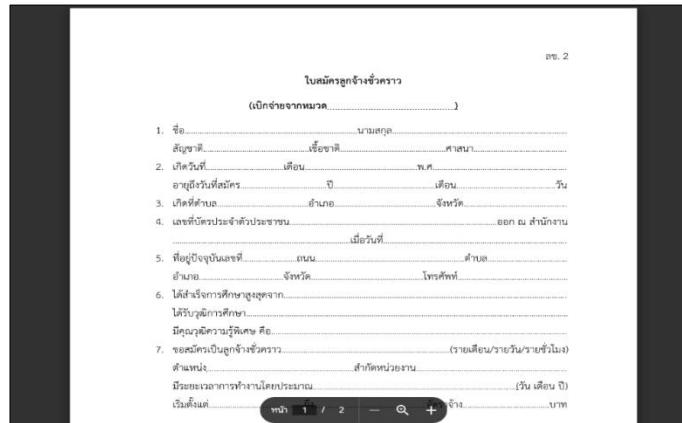 ลข. 2
ใบสมัครลูกจ้างชั่วคราว
(เบิกจ่ายจากหมวด........................................)
1. ชื่อ........................................นามสกุล........................................
สัญชาติ..............................เชื้อชาติ..............................ศาสนา..............................
2. เกิดวันที่..............................เดือน..............................พ.ศ..............................
อายุถึงวันที่สมัคร..............................ปี..............................เดือน..............................วัน
3. เกิดที่ตำบล..............................อำเภอ..............................จังหวัด..............................
4. เลขที่บัตรประจำตัวประชาชน........................................ออก ณ สำนักงาน
........................................เมื่อวันที่........................................
5. ที่อยู่ปัจจุบันเลขที่....................ถนน..............................ตำบล....................
อำเภอ..............................จังหวัด..............................โทรศัพท์..............................
6. ได้สำเร็จการศึกษาสูงสุดจาก........................................
ได้รับวุฒิการศึกษา........................................
มีคุณวุฒิความรู้พิเศษ คือ........................................
7. ขอสมัครเป็นลูกจ้างชั่วคราว........................................(รายเดือน/รายวัน/รายชั่วโมง)
ตำแหน่ง..............................สำกัดหน่วยงาน..............................
มีระยะเวลาการทำงานโดยประมาณ........................................(วัน เดือน ปี)
เริ่มตั้งแต่..............................จ้าง..............................บาท
หน้า 1 / 2 — +